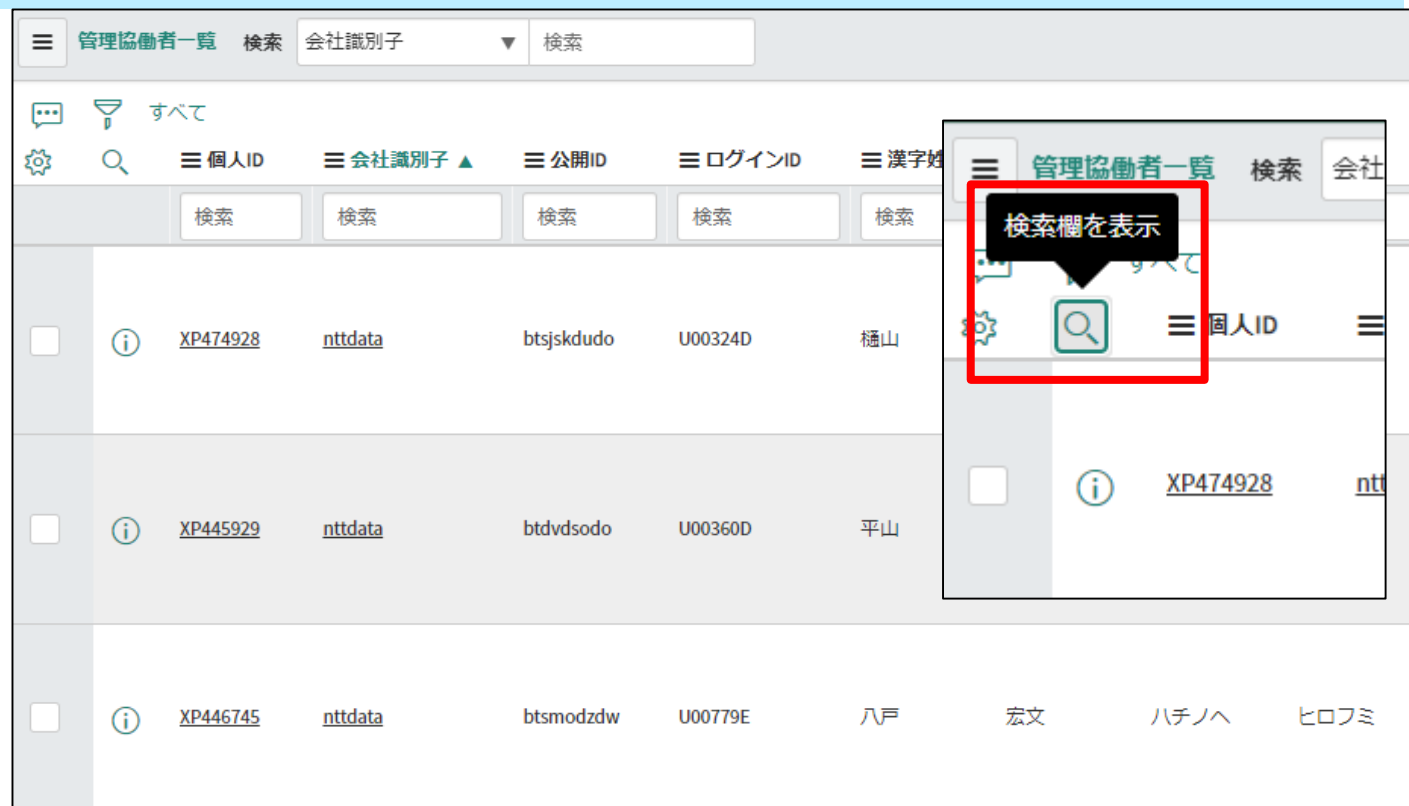 管理協働者一覧 検索 会社識別子 ▼ 検索
すべて
個人ID 会社識別子 ▲ 公開ID ログインID 漢字姓
検索 検索 検索 検索 検索
XP474928 nttdata btsjskdudo U00324D 樋山
XP445929 nttdata btdvdsodo U00360D 平山
XP446745 nttdata btsmodzdw U00779E 八戸 宏文 ハチノヘ ヒロフミ
管理協働者一覧 検索 会社
検索欄を表示
すべて
個人ID
XP474928 ntt